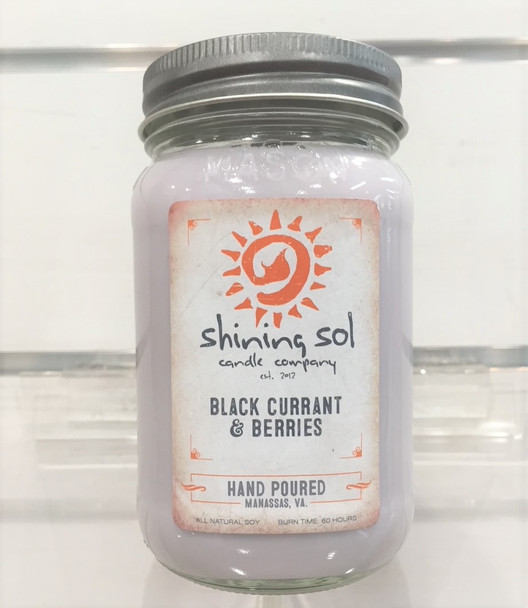 MASON
shining sol
candle company
est. 2012
BLACK CURRANT
& BERRIES
HAND POURED
MANASSAS, VA.
ALL NATURAL SOY BURN TIME: 60 HOURS